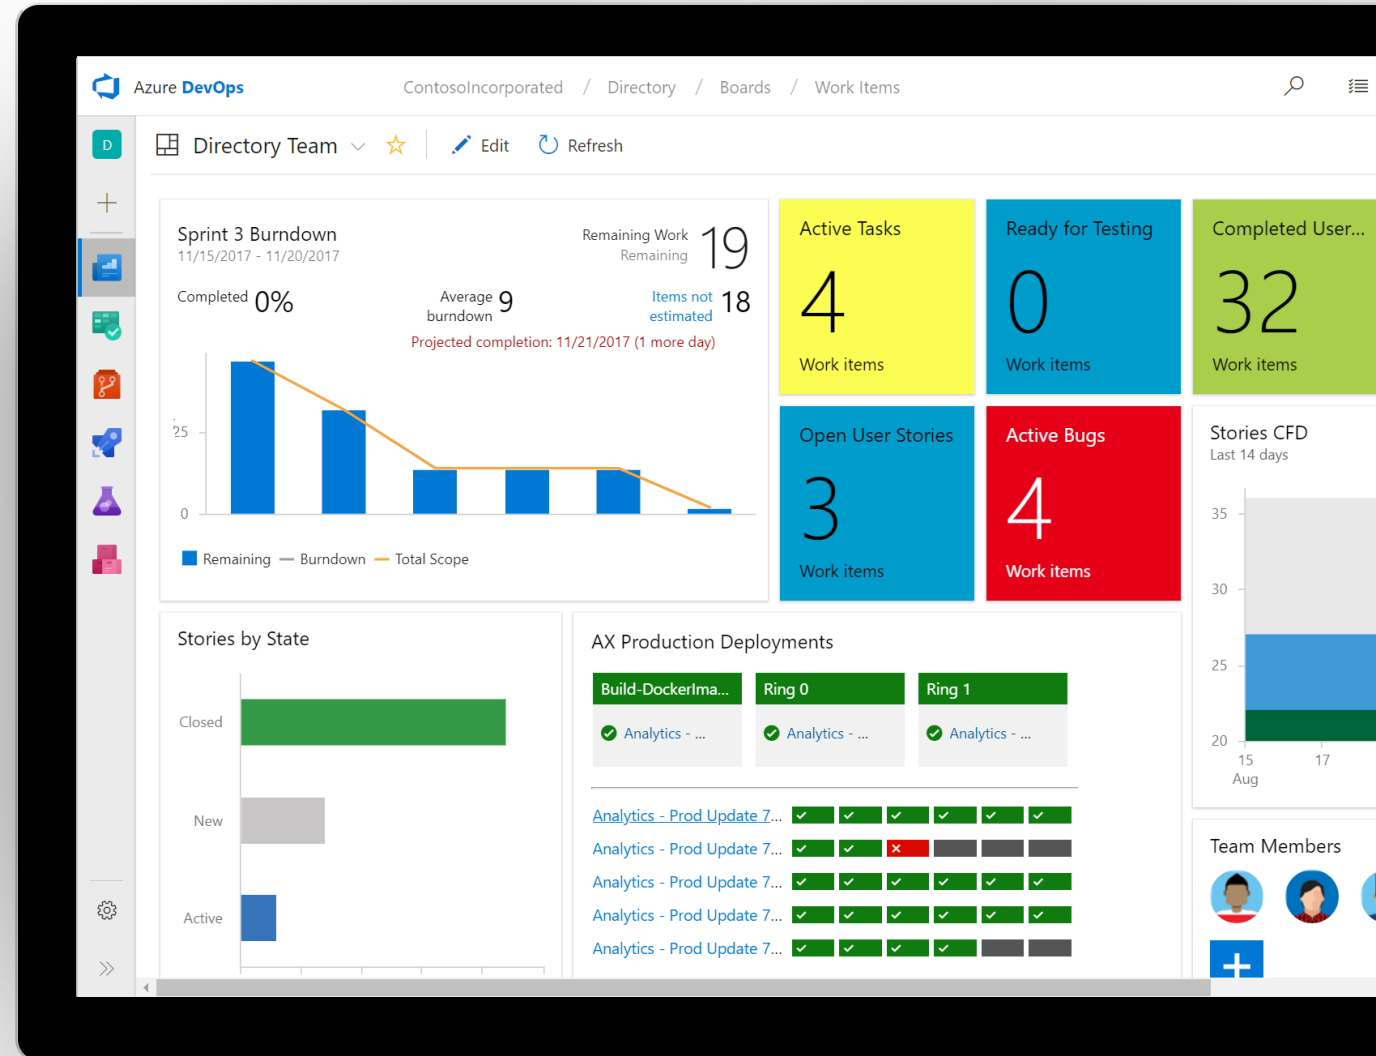 Azure DevOps
ContosoIncorporated / Directory / Boards / Work Items
D
Directory Team
Edit
Refresh
Sprint 3 Burndown
11/15/2017 - 11/20/2017
Remaining Work
Remaining
19
Completed 0%
Average
burndown
9
Items not
estimated
18
Projected completion: 11/21/2017 (1 more day)
25
0
Remaining
Burndown
Total Scope
Active Tasks
4
Work items
Ready for Testing
0
Work items
Completed User...
32
Work items
Open User Stories
3
Work items
Active Bugs
4
Work items
Stories CFD
Last 14 days
35
30
25
20
15
17
Aug
Stories by State
Closed
New
Active
AX Production Deployments
Build-DockerIma...
Ring 0
Ring 1
Analytics - ...
Analytics - ...
Analytics - ...
Analytics - Prod Update 7...
Analytics - Prod Update 7...
Analytics - Prod Update 7...
Analytics - Prod Update 7...
Analytics - Prod Update 7...
Team Members